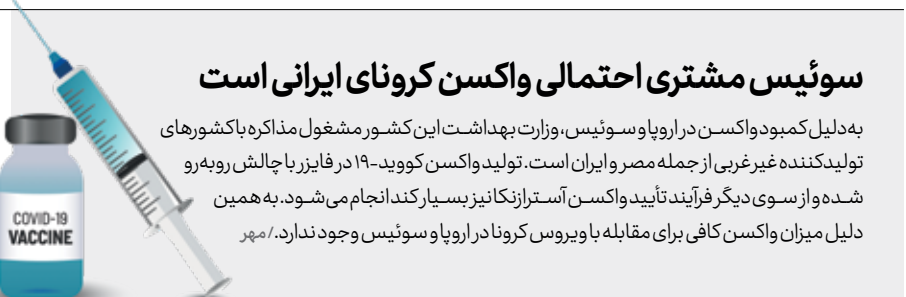 سوئیس مشتری احتمالی واکسن کرونای ایرانی است
به‌دلیل کمبود واکسن در اروپا و سوئیس، وزارت بهداشت این کشور مشغول مذاکره با کشورهای
تولیدکننده غیرغربی از جمله مصر و ایران است. تولید واکسن کووید-۱۹ در فایزر با چالش روبه‌رو
شده و از سوی دیگر فرآیند تأیید واکسن آسترازنکا نیز بسیار کند انجام می‌شود. به همین
دلیل میزان واکسن کافی برای مقابله با ویروس کرونا در اروپا و سوئیس وجود ندارد./مهر
COVID-19
VACCINE